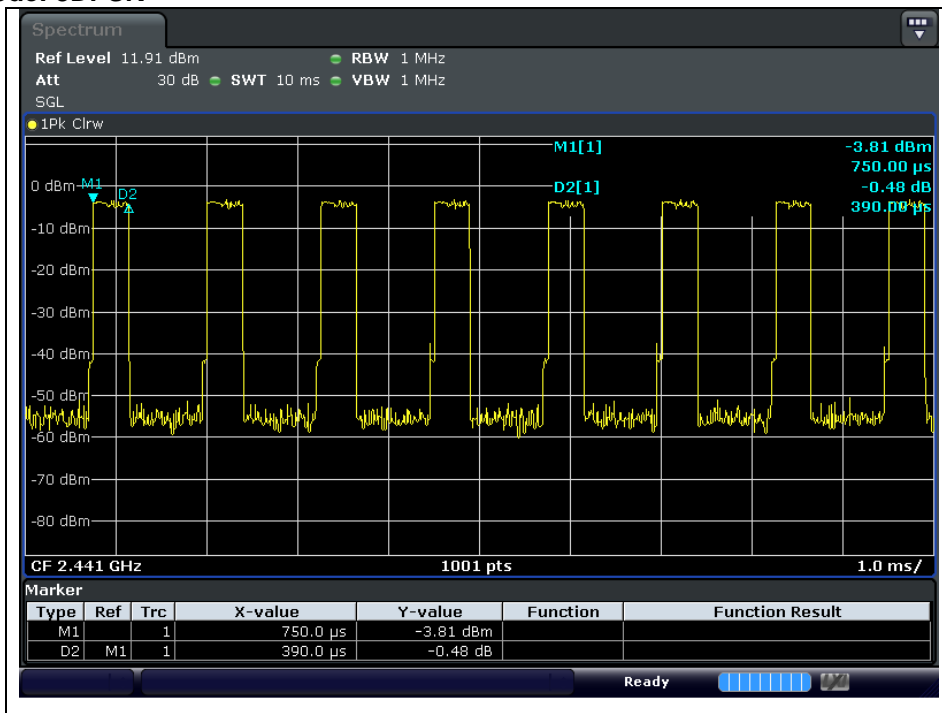 Spectrum
Ref Level 11.91 dBm RBW 1 MHz
Att 30 dB SWT 10 ms VBW 1 MHz
SGL
1Pk Clrw
M1[1] -3.81 dBm
750.00 µs
0 dBm M1 D2 D2[1] -0.48 dB
390.00 µs
-10 dBm
-20 dBm
-30 dBm
-40 dBm
-50 dBm
-60 dBm
-70 dBm
-80 dBm
CF 2.441 GHz 1001 pts 1.0 ms/
Marker
Type Ref Trc X-value Y-value Function Function Result
M1 1 750.0 µs -3.81 dBm
D2 M1 1 390.0 µs -0.48 dB
Ready